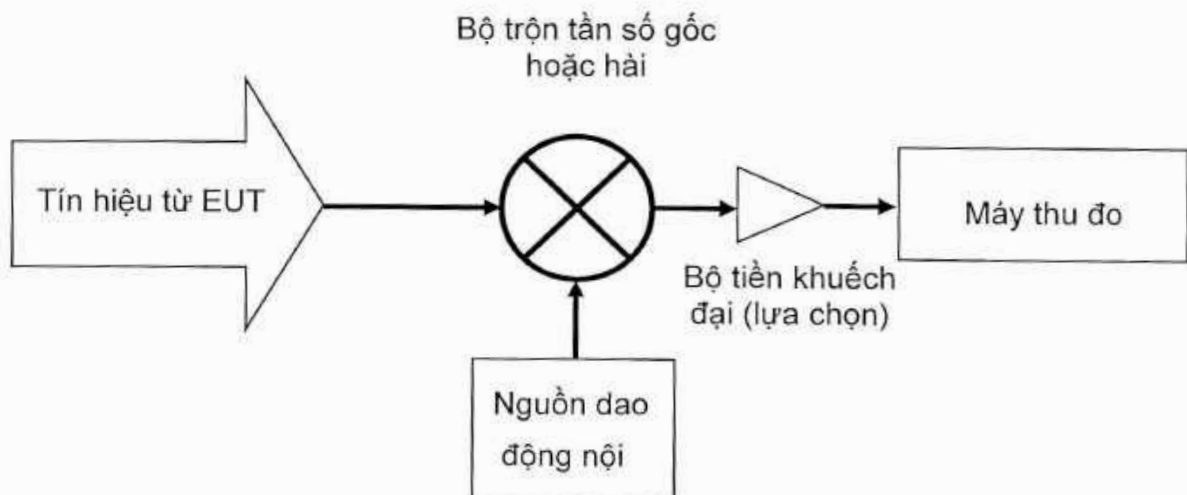 Bộ trộn tần số gốc
hoặc hài
Tín hiệu từ EUT
Máy thu đo
Bộ tiền khuếch
đại (lựa chọn)
Nguồn dao
động nội